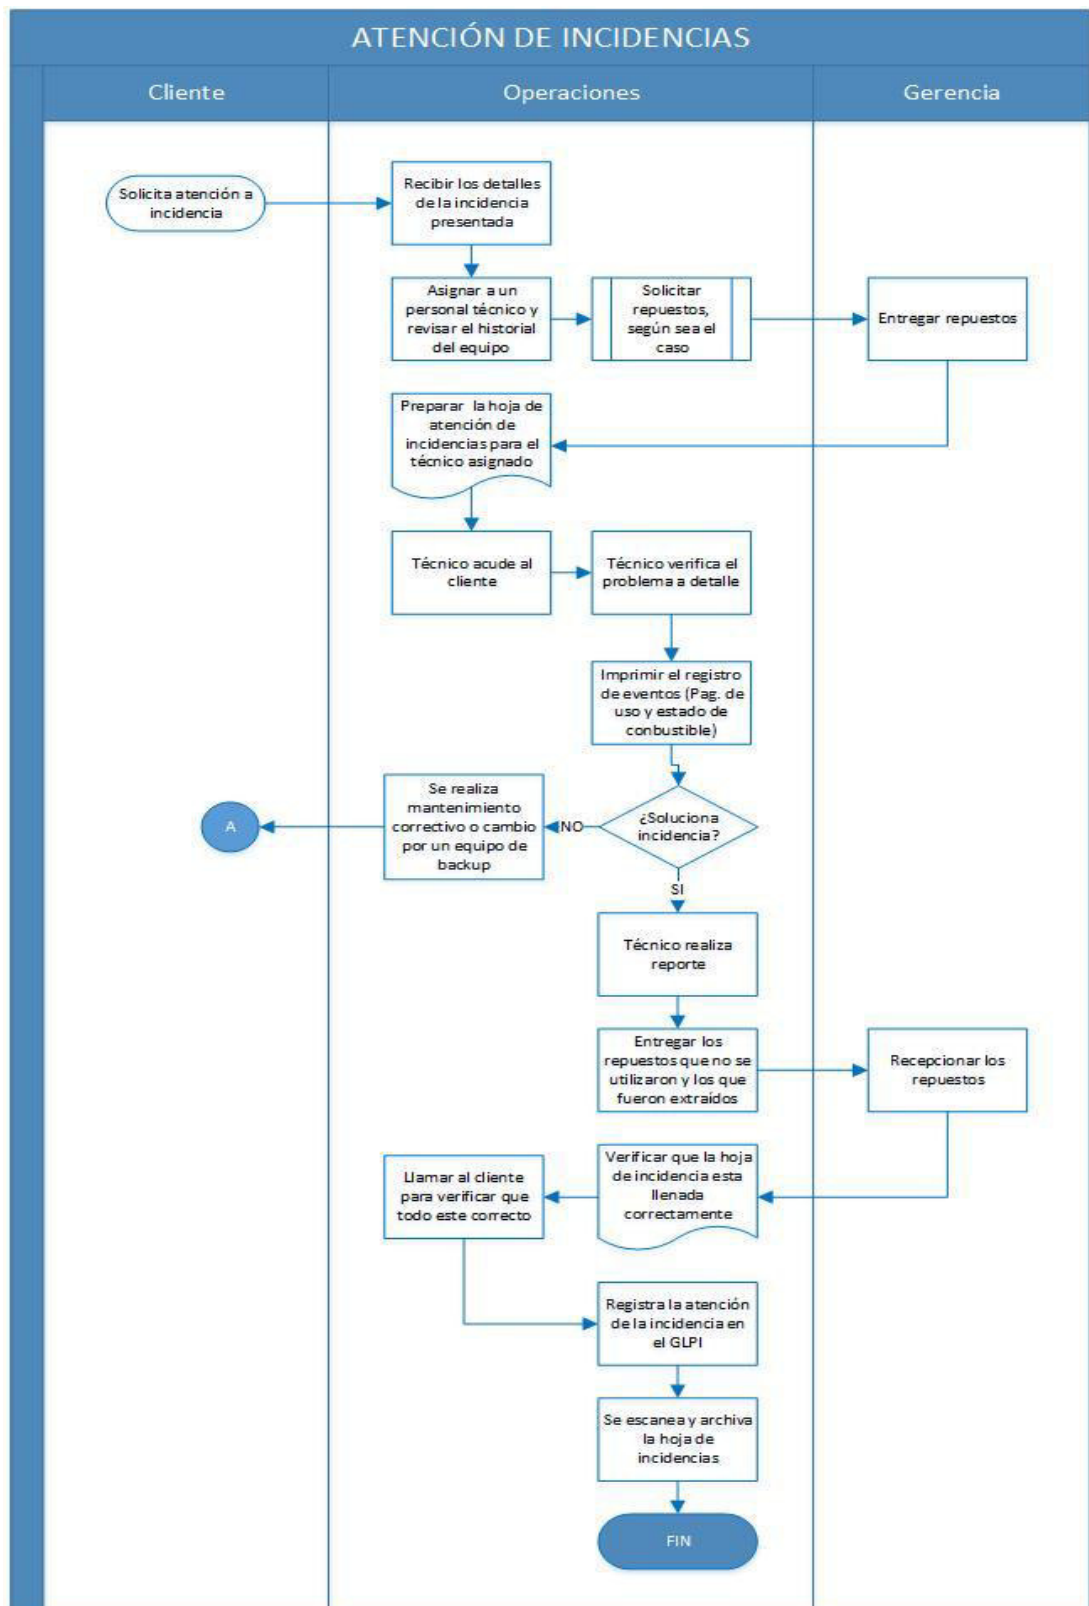 ATENCIÓN DE INCIDENCIAS
Cliente
Operaciones
Gerencia
Solicita atención a
incidencia
Recibir los detalles
de la incidencia
presentada
Asignar a un
personal técnico y
revisar el historial
del equipo
Solicitar
repuestos,
según sea el
caso
Entregar repuestos
Preparar la hoja de
atención de
incidencias para el
técnico asignado
Técnico acude al
cliente
Técnico verifica el
problema a detalle
Imprimir el registro
de eventos (Pag. de
uso y estado de
conbustible)
¿Soluciona
incidencia?
NO
Se realiza
mantenimiento
correctivo o cambio
por un equipo de
backup
A
SI
Técnico realiza
reporte
Entregar los
repuestos que no se
utilizaron y los que
fueron extraídos
Recepcionar los
repuestos
Verificar que la hoja
de incidencia esta
llenada
correctamente
Llamar al cliente
para verificar que
todo este correcto
Registra la atención
de la incidencia en
el GLPI
Se escanea y archiva
la hoja de
incidencias
FIN